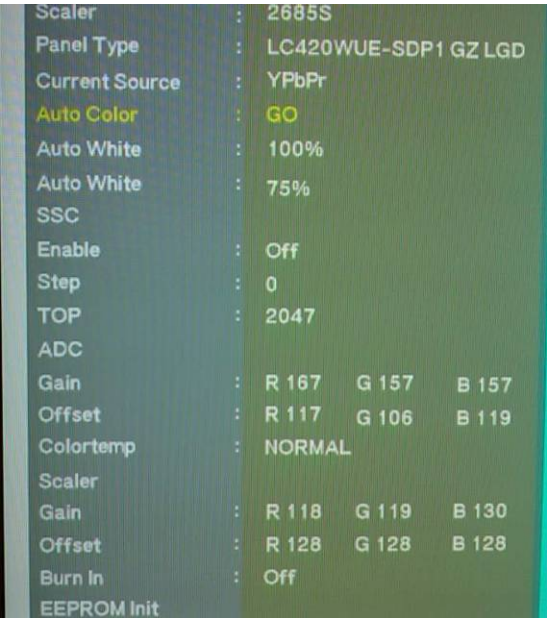 Scaler : 2685S
Panel Type : LC420WUE-SDP1 GZ LGD
Current Source : YPbPr
Auto Color : GO
Auto White : 100%
Auto White : 75%
SSC
Enable : Off
Step : 0
TOP : 2047
ADC
Gain : R 167 G 157 B 157
Offset : R 117 G 106 B 119
Colortemp : NORMAL
Scaler
Gain : R 118 G 119 B 130
Offset : R 128 G 128 B 128
Burn In : Off
EEPROM Init